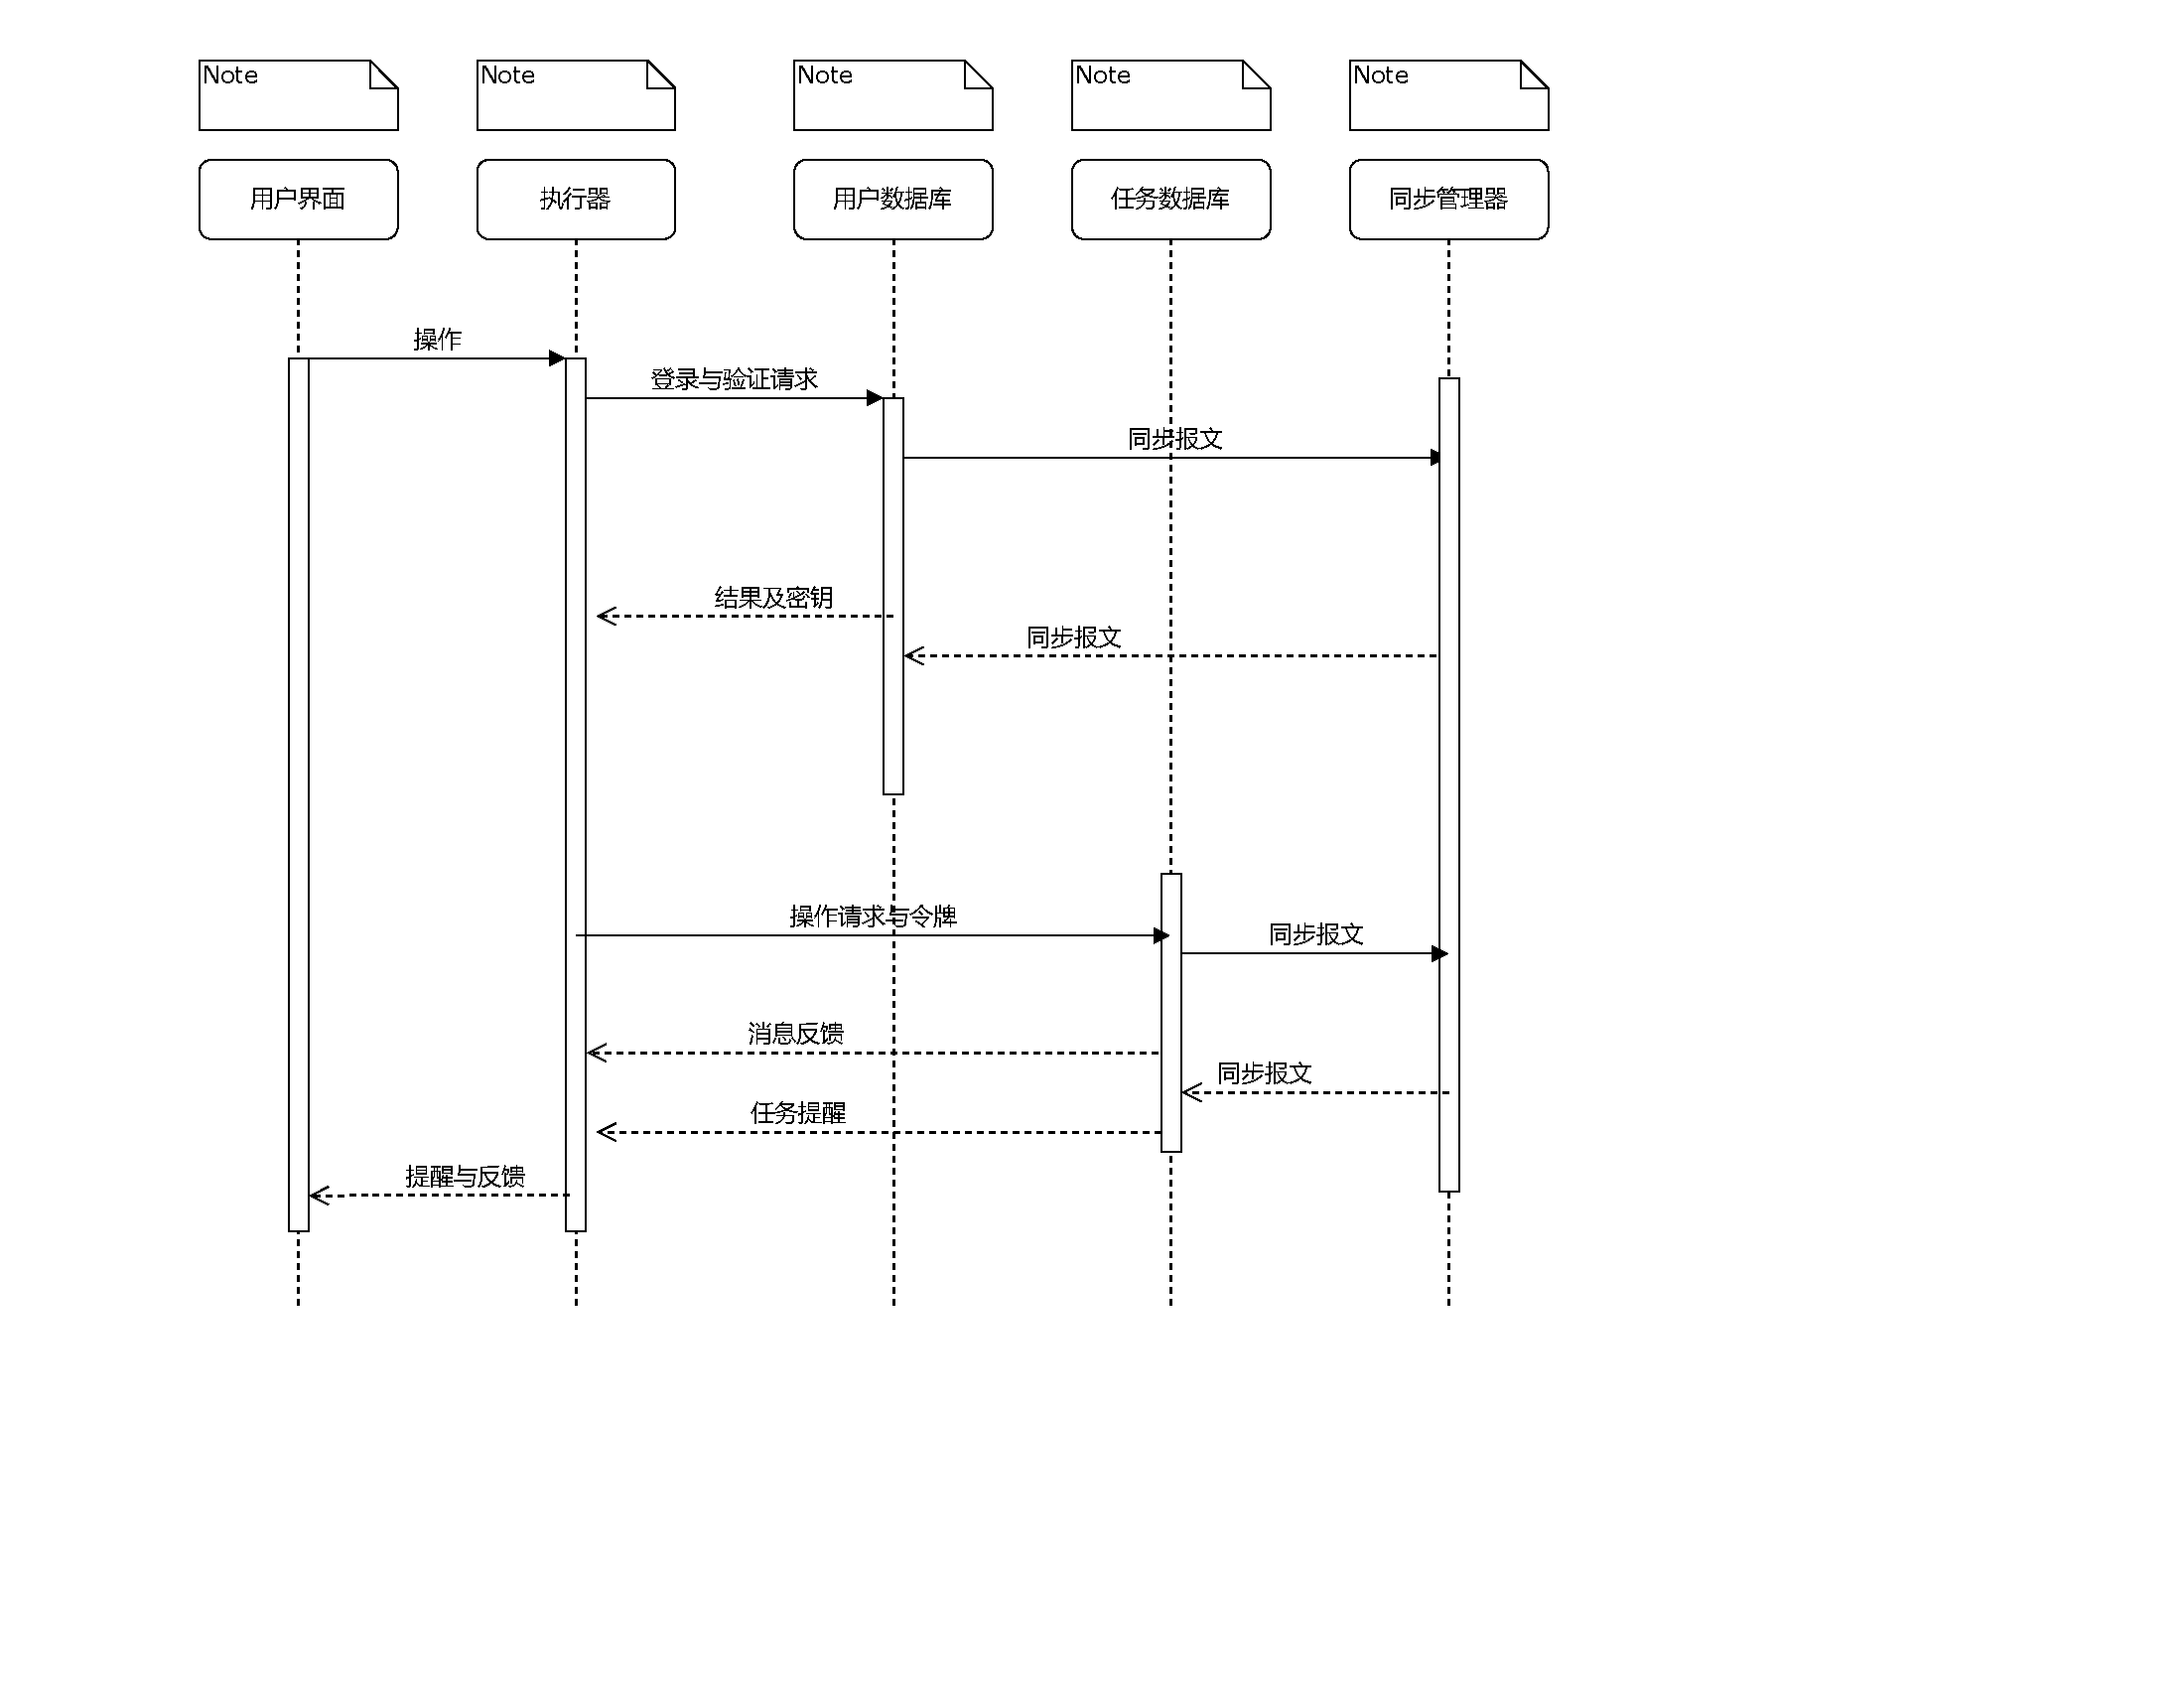 Note
Note
Note
Note
Note
用户界面
执行器
用户数据库
任务数据库
同步管理器
操作
登录与验证请求
同步报文
结果及密钥
同步报文
操作请求与令牌
同步报文
消息反馈
同步报文
任务提醒
提醒与反馈